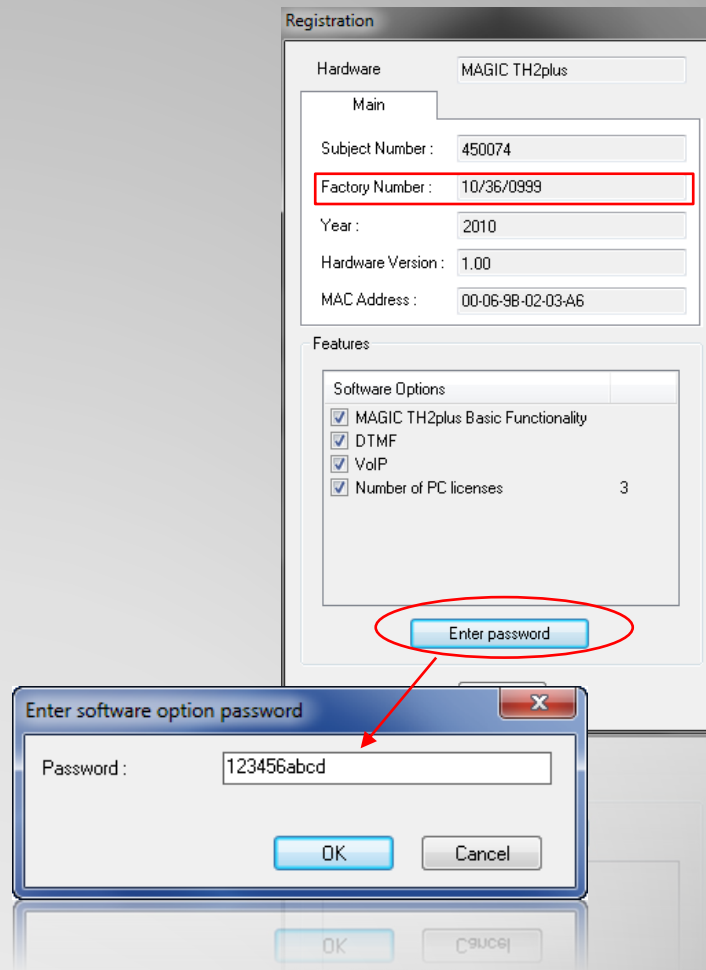 Registration
Hardware MAGIC TH2plus
Main
Subject Number : 450074
Factory Number : 10/36/0999
Year : 2010
Hardware Version : 1.00
MAC Address : 00-06-9B-02-03-A6
Features
Software Options
MAGIC TH2plus Basic Functionality
DTMF
VoIP
Number of PC licenses 3
Enter password
Enter software option password
Password : 123456abcd
OK Cancel
OK Cancel